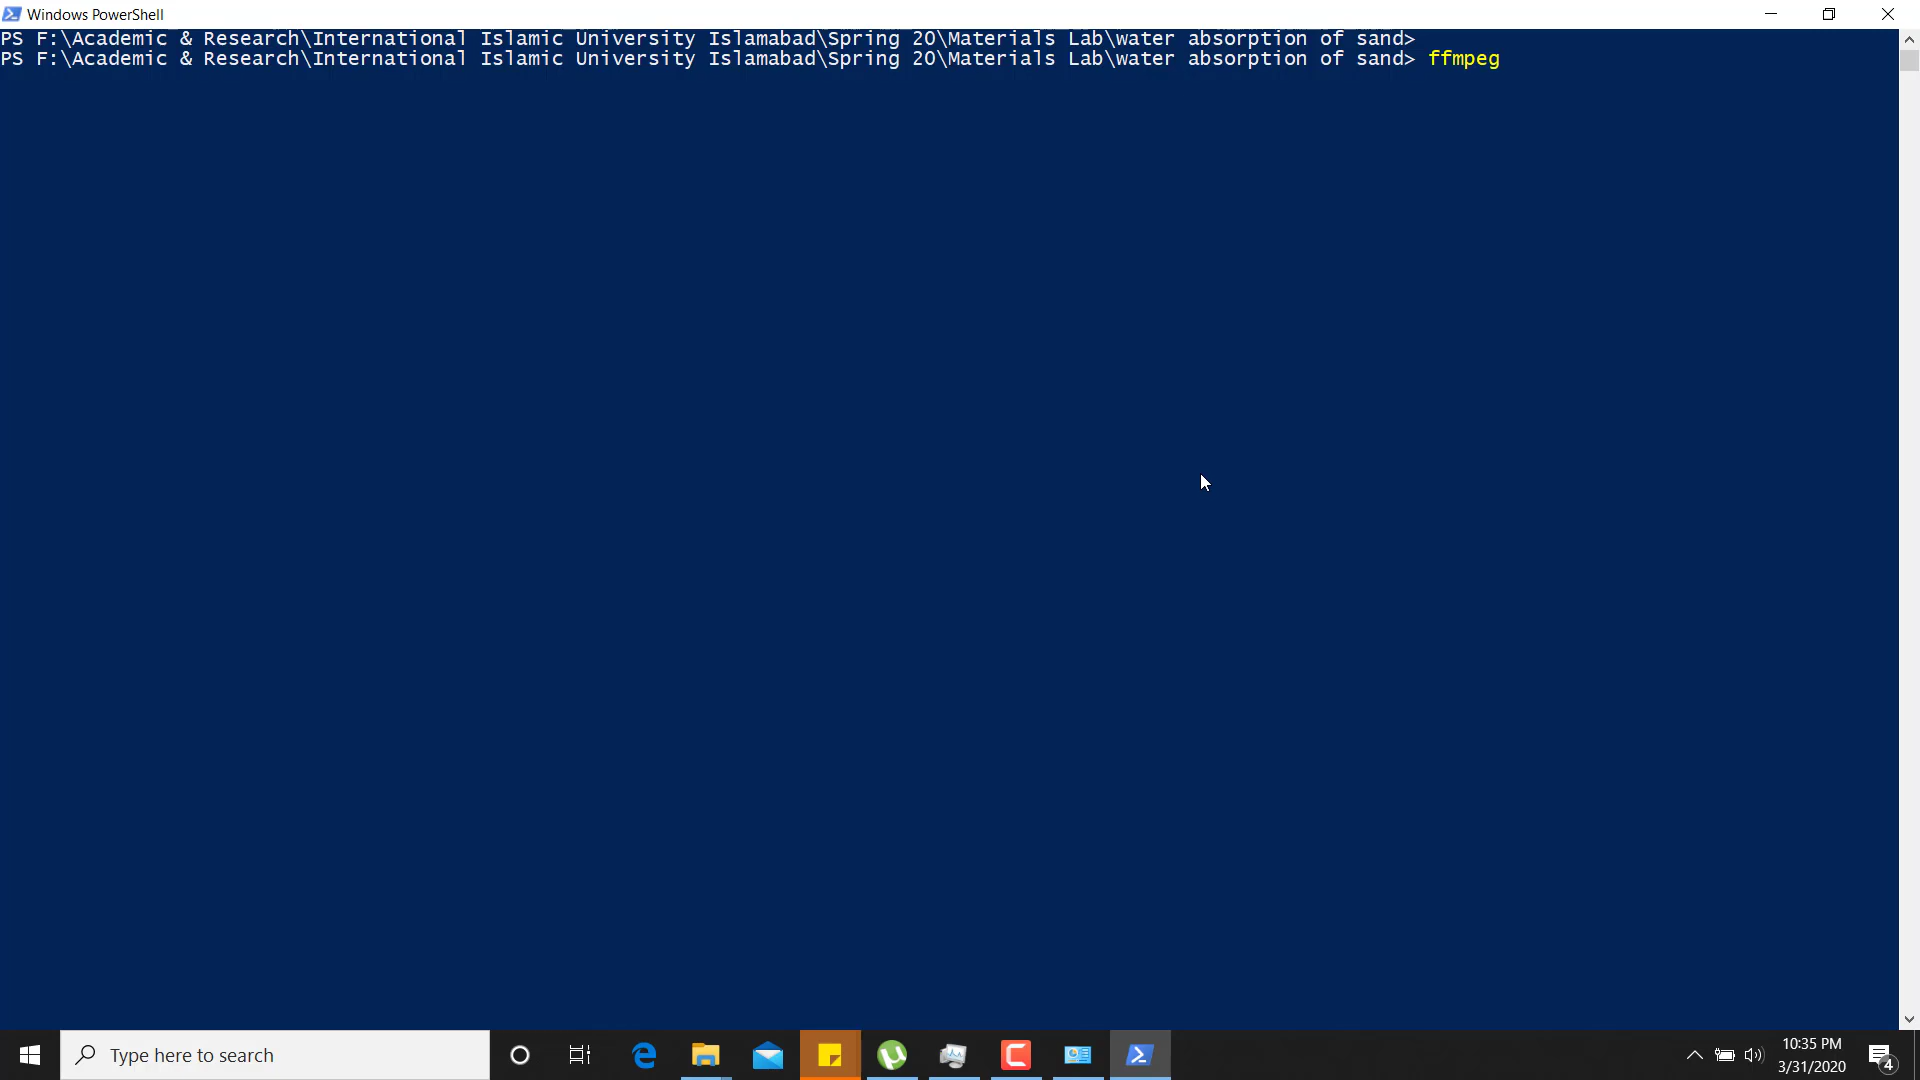 Windows PowerShell
PS F:\Academic & Research\International Islamic University Islamabad\Spring 20\Materials Lab\water absorption of sand>
PS F:\Academic & Research\International Islamic University Islamabad\Spring 20\Materials Lab\water absorption of sand> ffmpeg
Type here to search
10:35 PM
3/31/2020
4